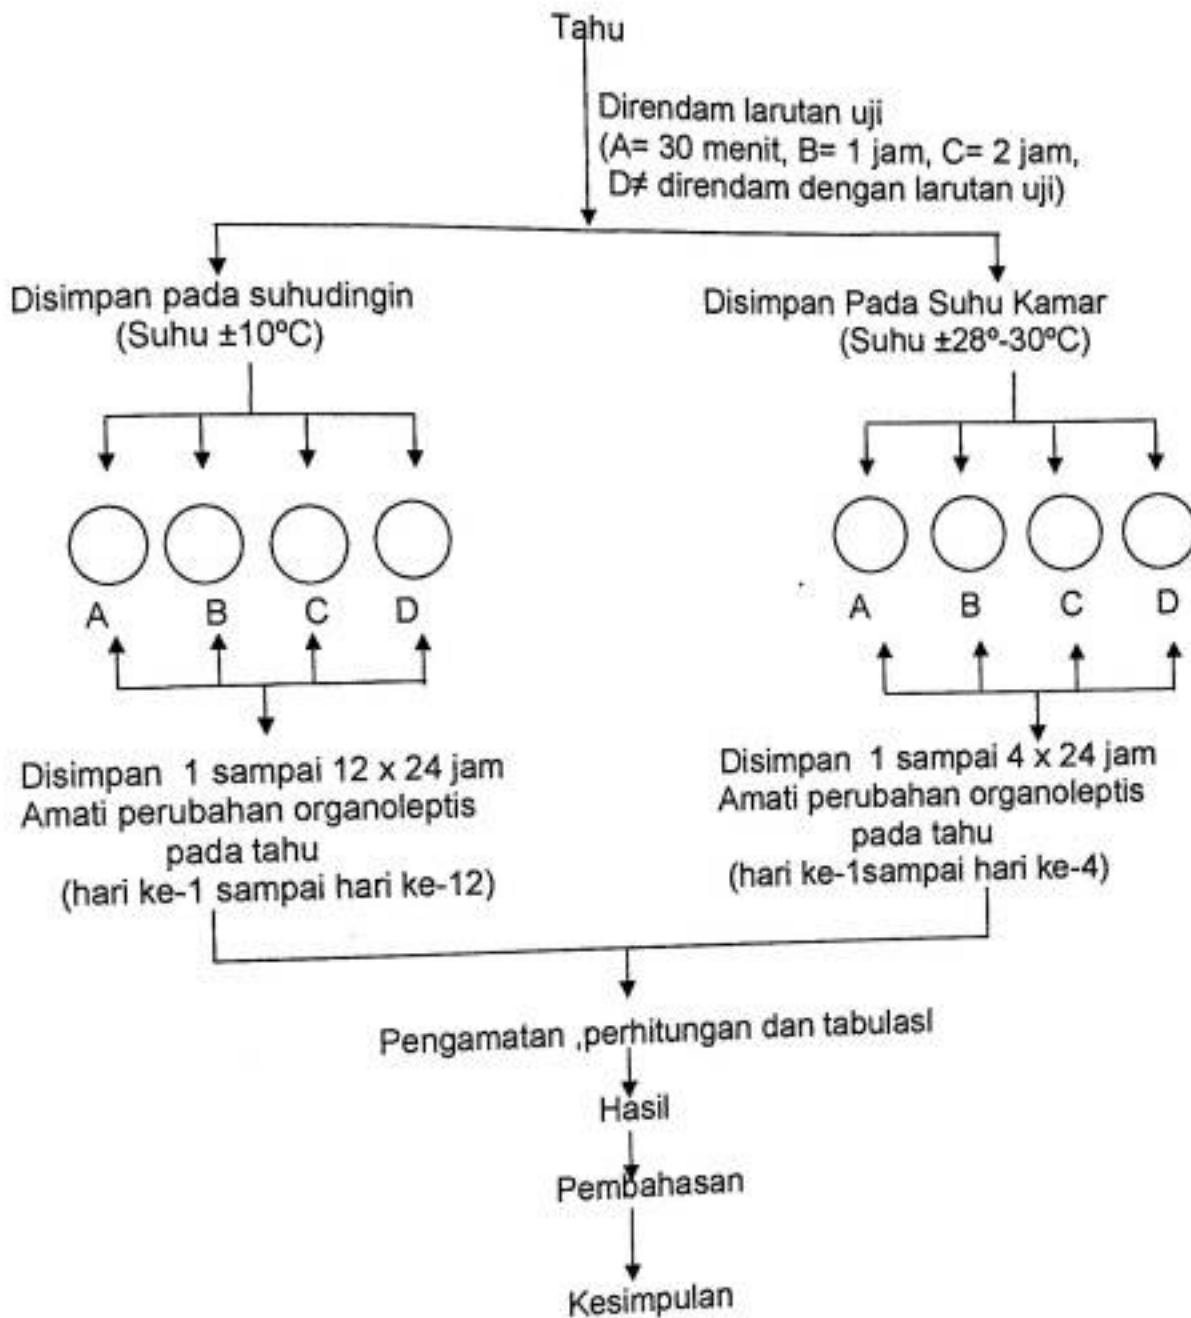 Tahu
Direndam larutan uji
(A= 30 menit, B= 1 jam, C= 2 jam,
D≠ direndam dengan larutan uji)
Disimpan pada suhudingin
(Suhu ±10ºC)
Disimpan Pada Suhu Kamar
(Suhu ±28º-30ºC)
A B C D
A B C D
Disimpan 1 sampai 12 x 24 jam
Amati perubahan organoleptis
pada tahu
(hari ke-1 sampai hari ke-12)
Disimpan 1 sampai 4 x 24 jam
Amati perubahan organoleptis
pada tahu
(hari ke-1sampai hari ke-4)
Pengamatan ,perhitungan dan tabulasI
Hasil
Pembahasan
Kesimpulan